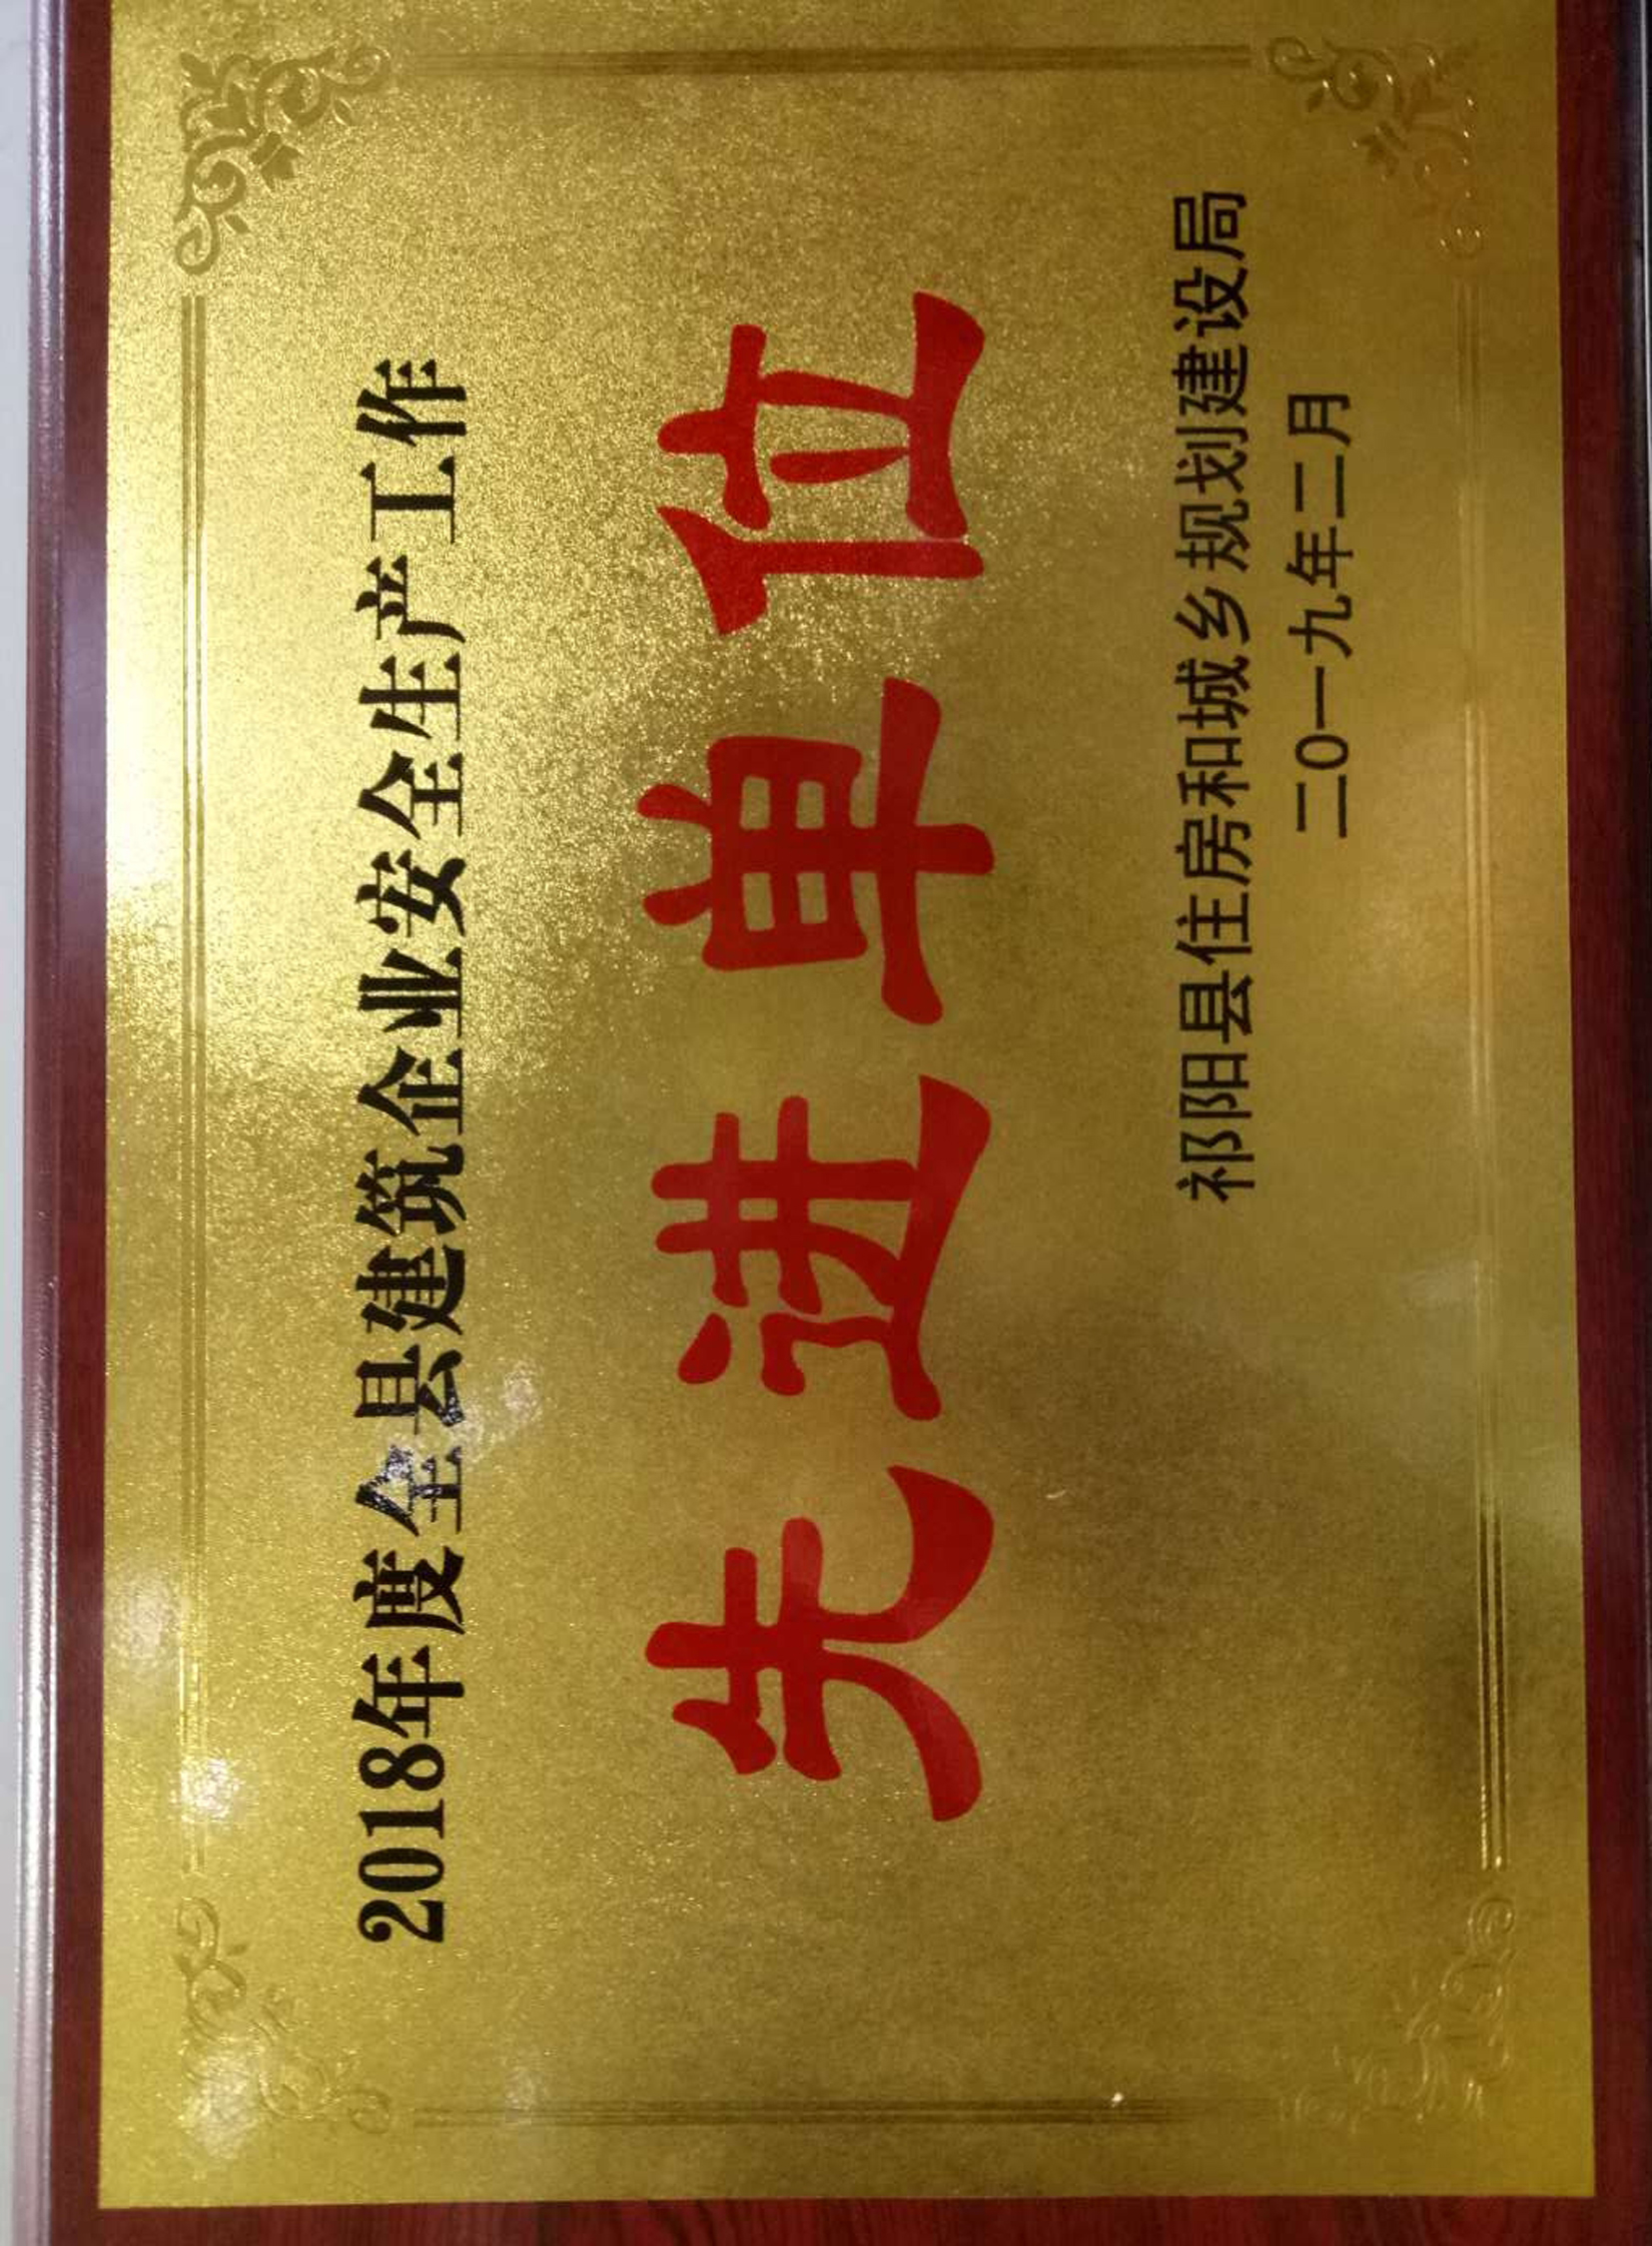 2018年度全县建筑企业安全生产工作
先进单位
祁阳县住房和城乡规划建设局
二0一九年二月